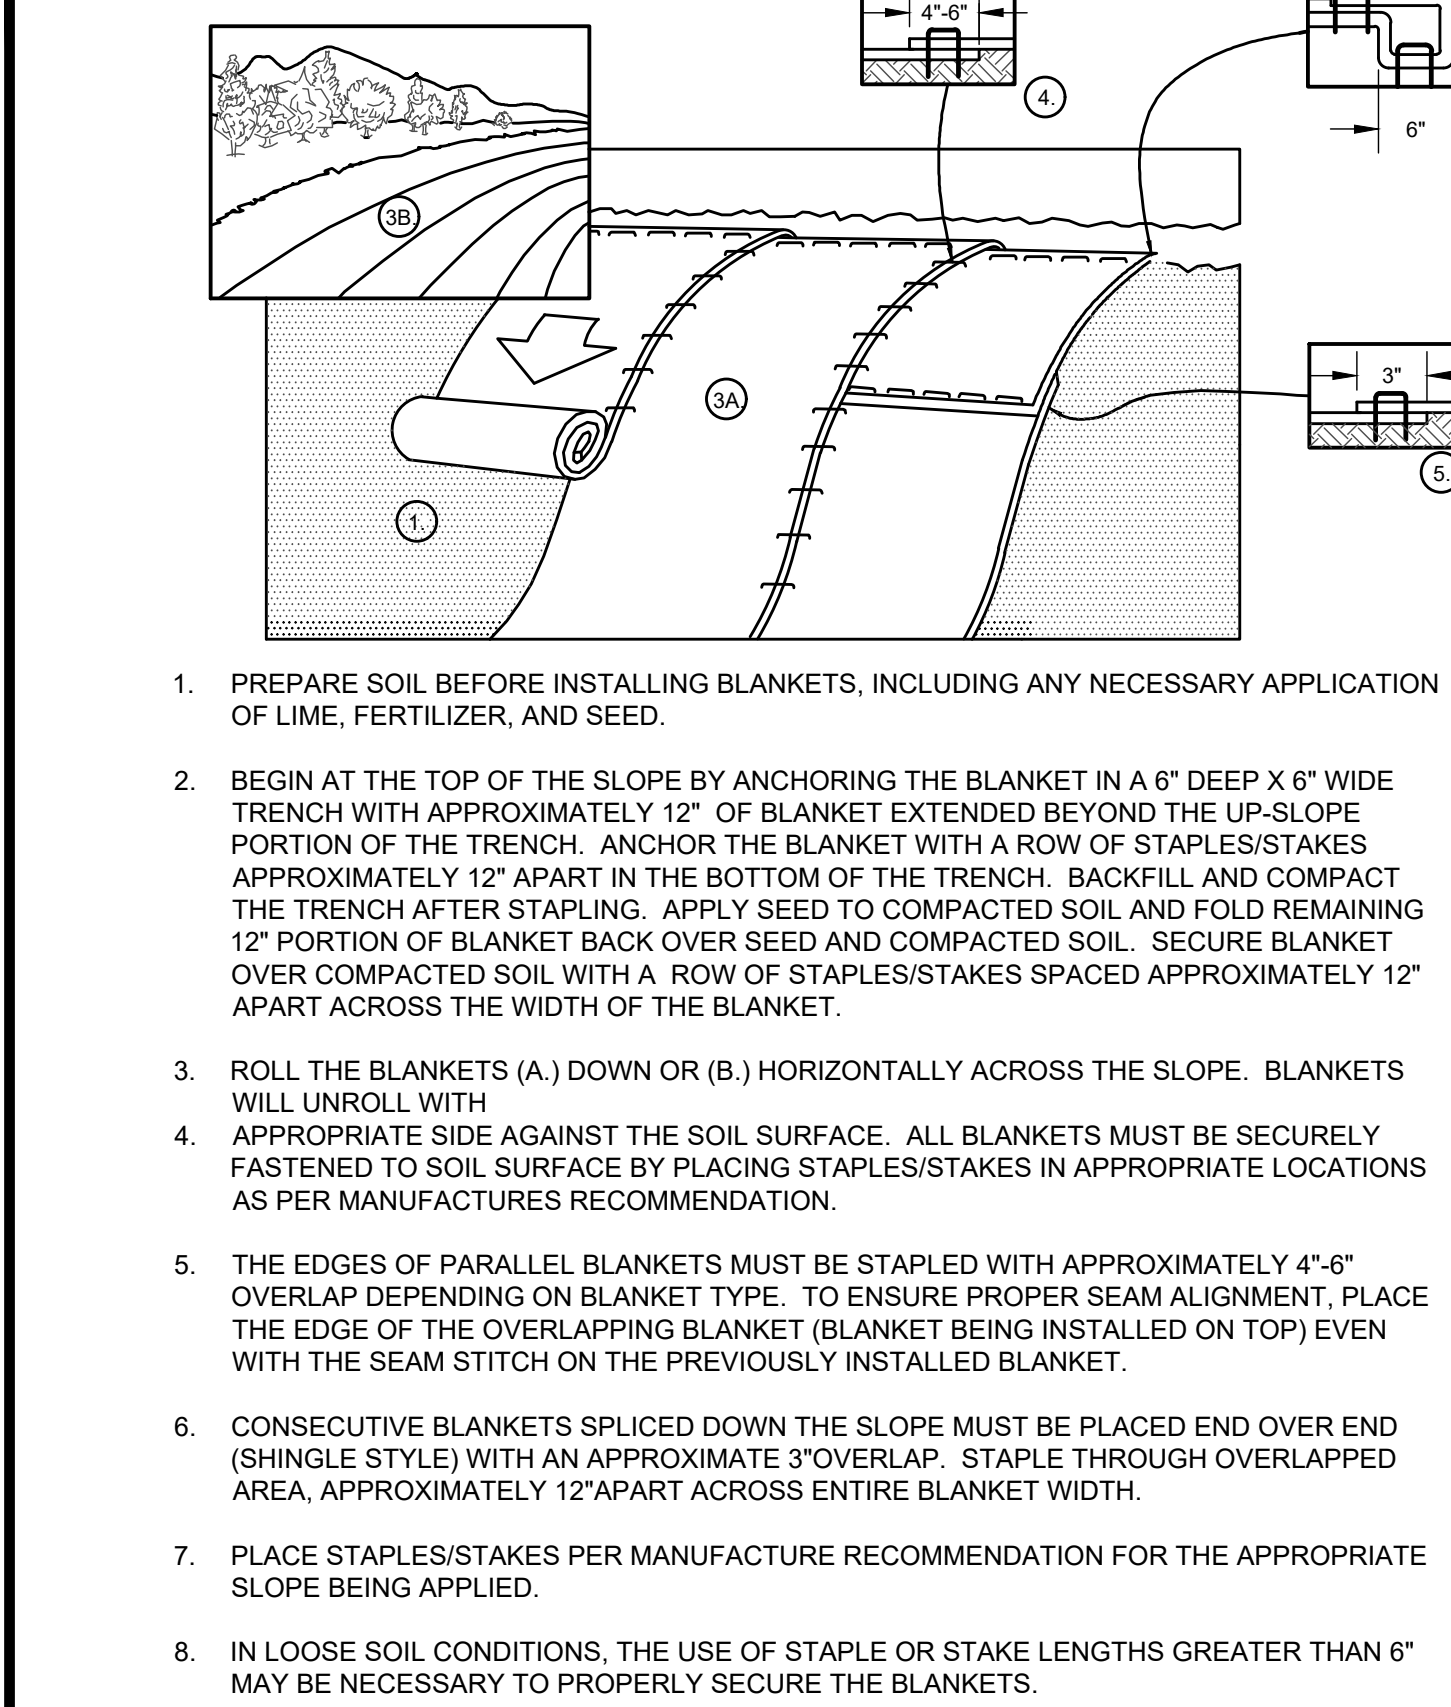 4"-6"
4.
6"
3B.
3"
3A.
5.
1.
1. PREPARE SOIL BEFORE INSTALLING BLANKETS, INCLUDING ANY NECESSARY APPLICATION
OF LIME, FERTILIZER, AND SEED.
2. BEGIN AT THE TOP OF THE SLOPE BY ANCHORING THE BLANKET IN A 6" DEEP X 6" WIDE
TRENCH WITH APPROXIMATELY 12" OF BLANKET EXTENDED BEYOND THE UP-SLOPE
PORTION OF THE TRENCH. ANCHOR THE BLANKET WITH A ROW OF STAPLES/STAKES
APPROXIMATELY 12" APART IN THE BOTTOM OF THE TRENCH. BACKFILL AND COMPACT
THE TRENCH AFTER STAPLING. APPLY SEED TO COMPACTED SOIL AND FOLD REMAINING
12" PORTION OF BLANKET BACK OVER SEED AND COMPACTED SOIL. SECURE BLANKET
OVER COMPACTED SOIL WITH A ROW OF STAPLES/STAKES SPACED APPROXIMATELY 12"
APART ACROSS THE WIDTH OF THE BLANKET.
3. ROLL THE BLANKETS (A.) DOWN OR (B.) HORIZONTALLY ACROSS THE SLOPE. BLANKETS
WILL UNROLL WITH
4. APPROPRIATE SIDE AGAINST THE SOIL SURFACE. ALL BLANKETS MUST BE SECURELY
FASTENED TO SOIL SURFACE BY PLACING STAPLES/STAKES IN APPROPRIATE LOCATIONS
AS PER MANUFACTURES RECOMMENDATION.
5. THE EDGES OF PARALLEL BLANKETS MUST BE STAPLED WITH APPROXIMATELY 4"-6"
OVERLAP DEPENDING ON BLANKET TYPE. TO ENSURE PROPER SEAM ALIGNMENT, PLACE
THE EDGE OF THE OVERLAPPING BLANKET (BLANKET BEING INSTALLED ON TOP) EVEN
WITH THE SEAM STITCH ON THE PREVIOUSLY INSTALLED BLANKET.
6. CONSECUTIVE BLANKETS SPLICED DOWN THE SLOPE MUST BE PLACED END OVER END
(SHINGLE STYLE) WITH AN APPROXIMATE 3"OVERLAP. STAPLE THROUGH OVERLAPPED
AREA, APPROXIMATELY 12"APART ACROSS ENTIRE BLANKET WIDTH.
7. PLACE STAPLES/STAKES PER MANUFACTURE RECOMMENDATION FOR THE APPROPRIATE
SLOPE BEING APPLIED.
8. IN LOOSE SOIL CONDITIONS, THE USE OF STAPLE OR STAKE LENGTHS GREATER THAN 6"
MAY BE NECESSARY TO PROPERLY SECURE THE BLANKETS.